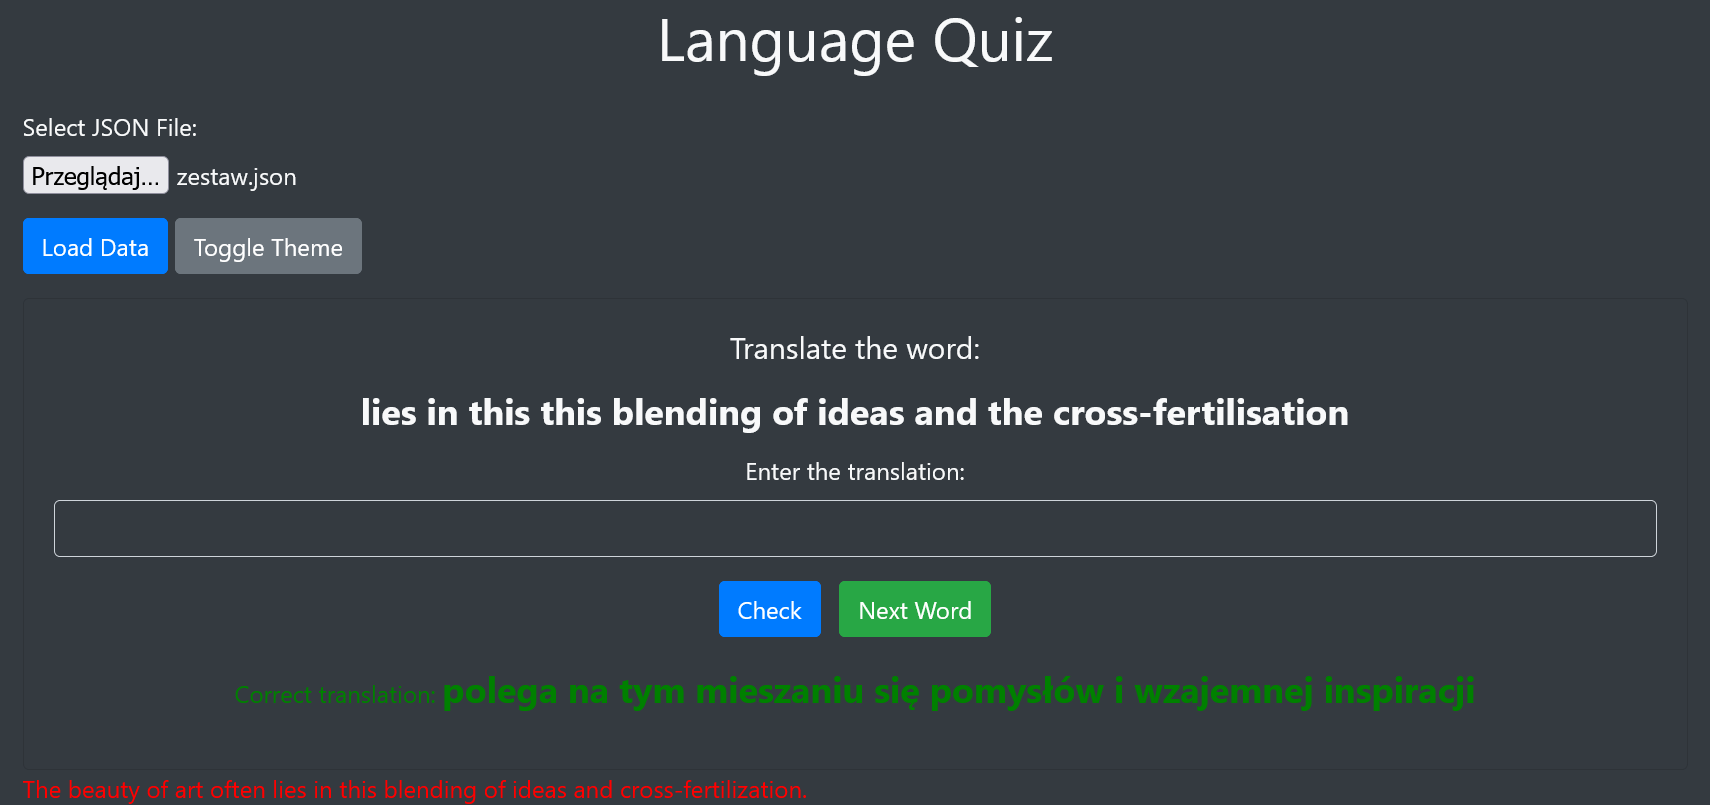 Language Quiz
Select JSON File:
Przeglądaj... zestaw.json
Load Data Toggle Theme
Translate the word:
lies in this this blending of ideas and the cross-fertilisation
Enter the translation:
Check Next Word
Correct translation: polega na tym mieszaniu się pomysłów i wzajemnej inspiracji
The beauty of art often lies in this blending of ideas and cross-fertilization.